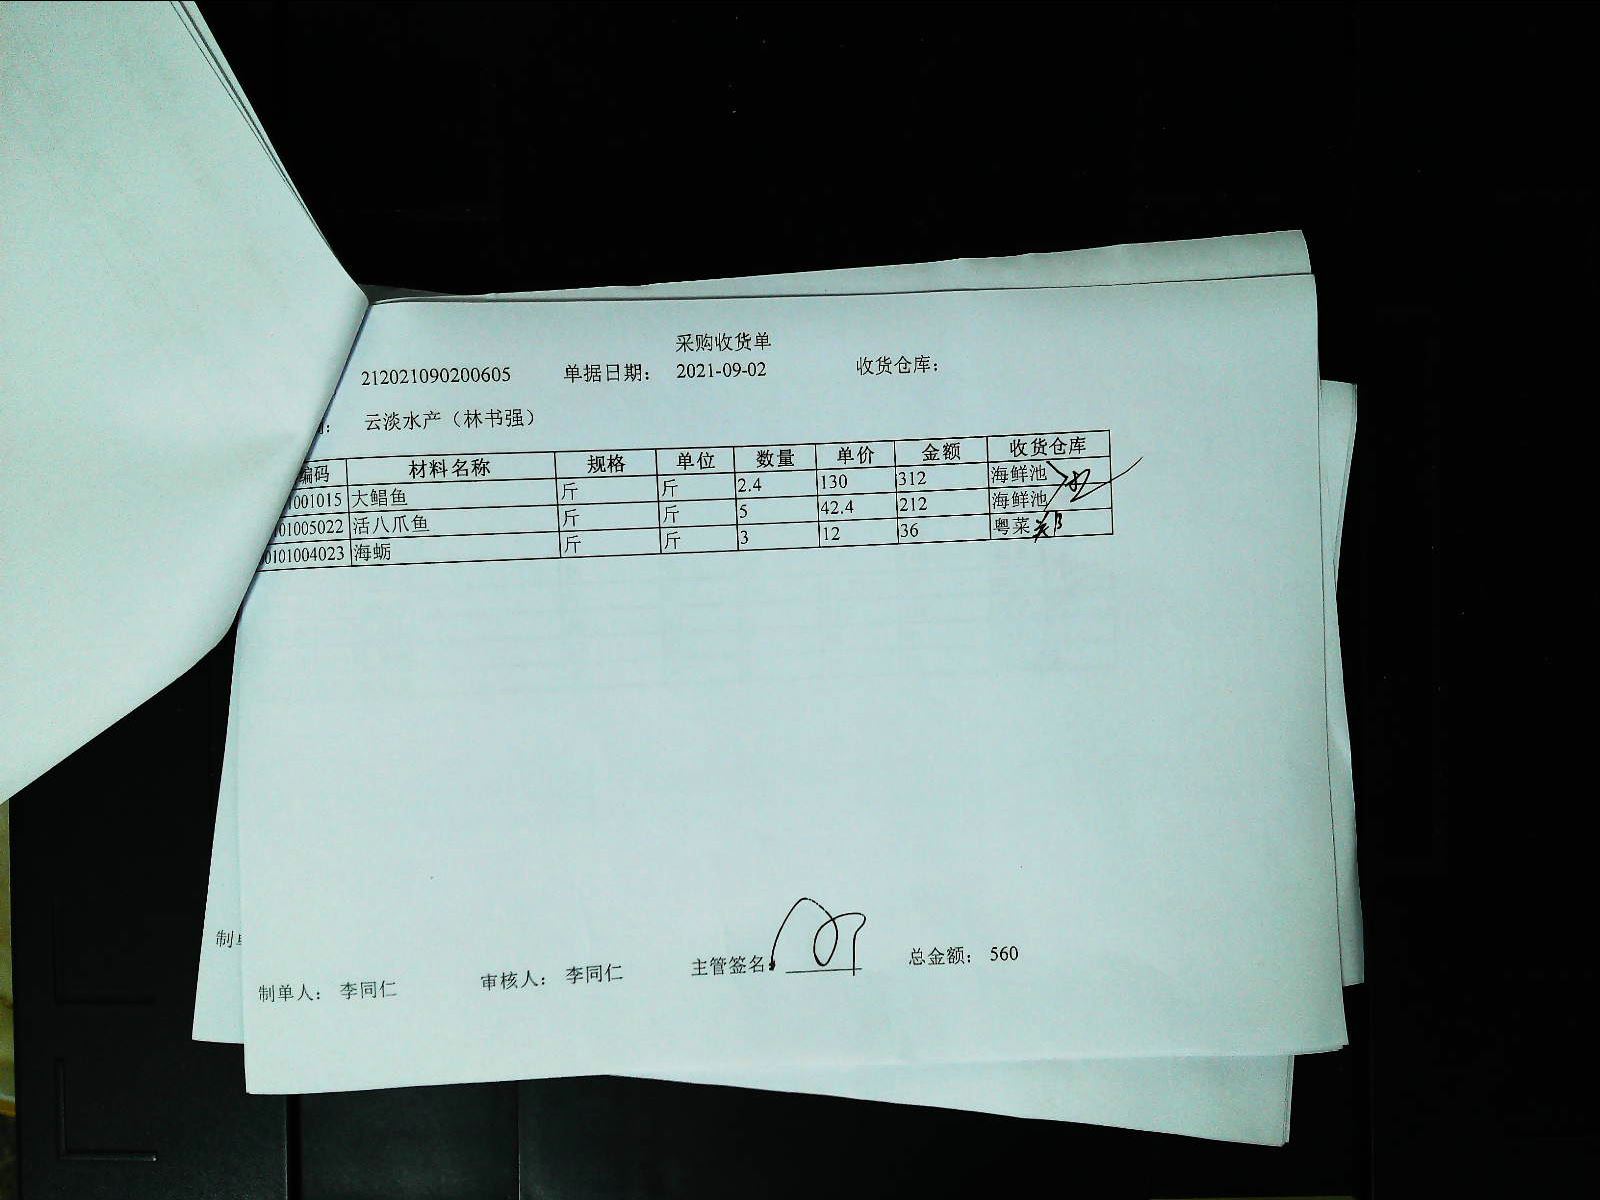 采购收货单
212021090200605 单据日期： 2021-09-02 收货仓库：
云淡水产（林书强）
编码 材料名称 规格 单位 数量 单价 金额 收货仓库
001015 大鲳鱼 斤 斤 2.4 130 312 海鲜池
01005022 活八爪鱼 斤 斤 5 42.4 212 海鲜池
0101004023 海蛎 斤 斤 3 12 36 粤菜
制单人： 李同仁 审核人： 李同仁 主管签名： 总金额： 560
制单